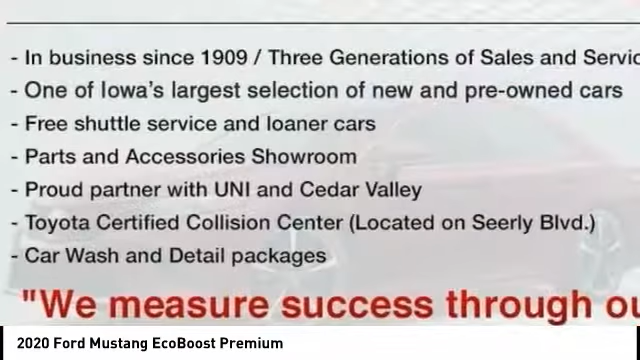 - In business since 1909 / Three Generations of Sales and Servic
- One of Iowa's largest selection of new and pre-owned cars
- Free shuttle service and loaner cars
- Parts and Accessories Showroom
- Proud partner with UNI and Cedar Valley
- Toyota Certified Collision Center (Located on Seerly Blvd.)
- Car Wash and Detail packages
"We measure success through ou
2020 Ford Mustang EcoBoost Premium